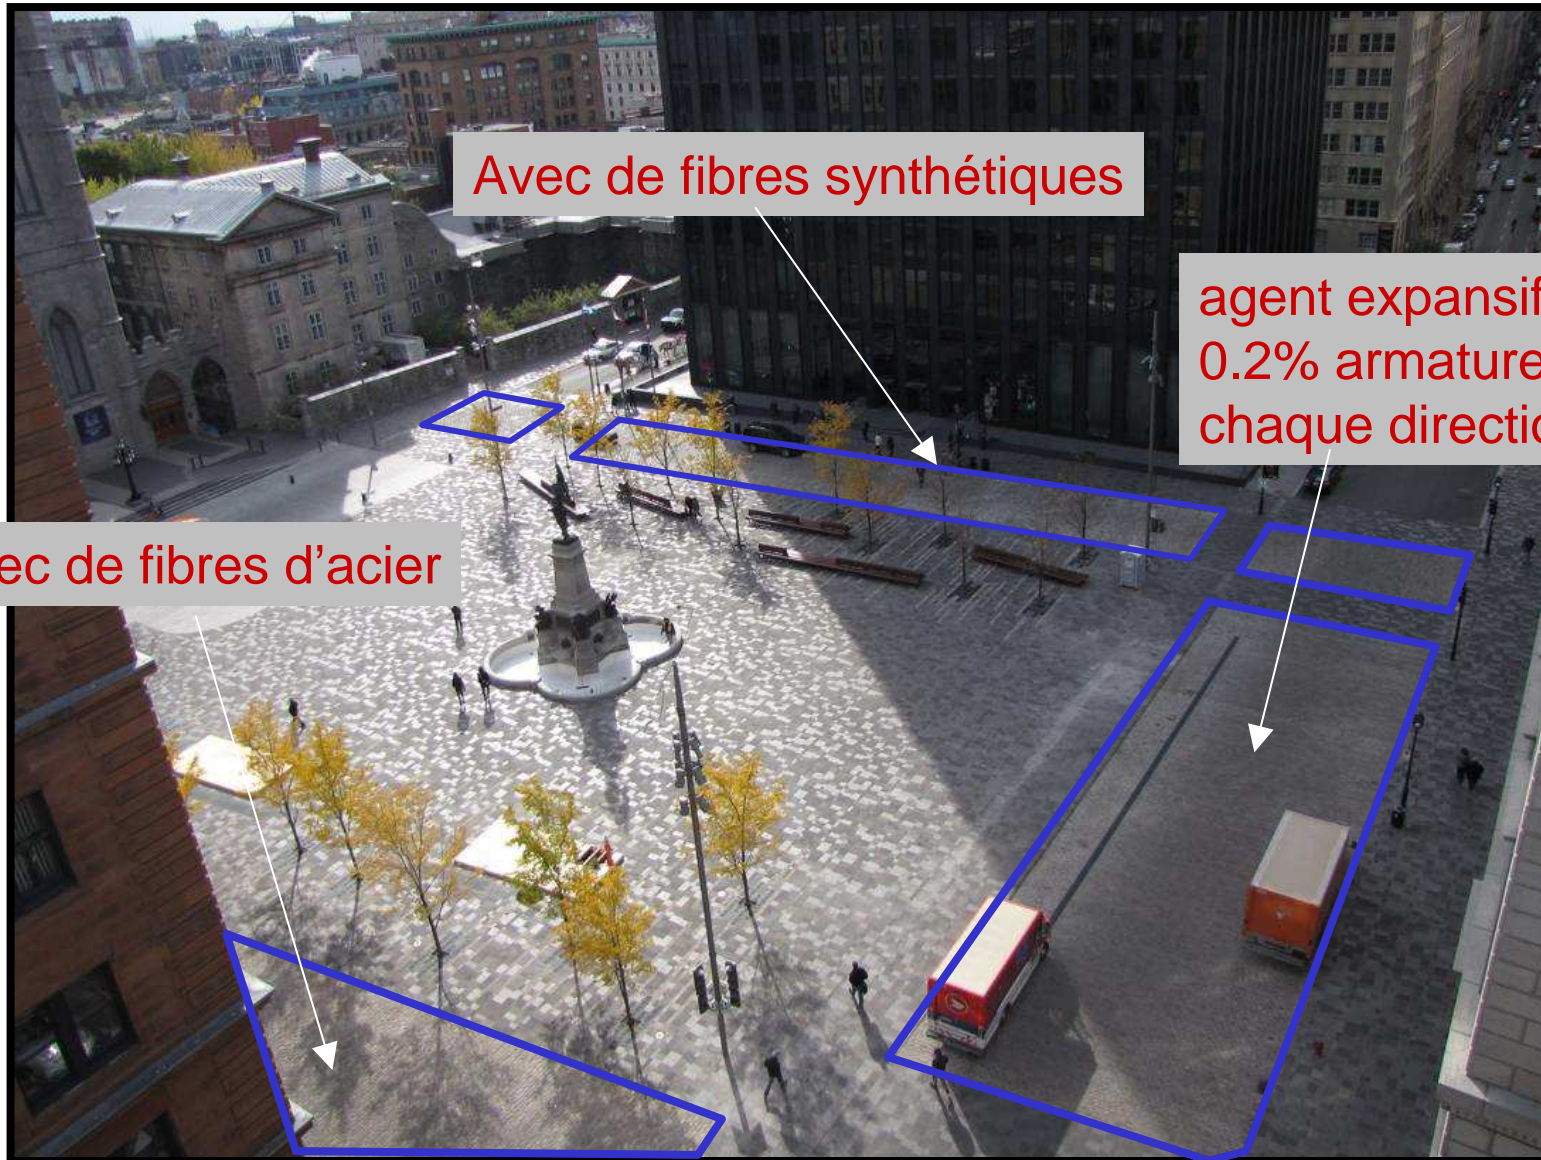 Avec de fibres synthétiques
agent expansif
0.2% armature
chaque directio
ec de fibres d'acier